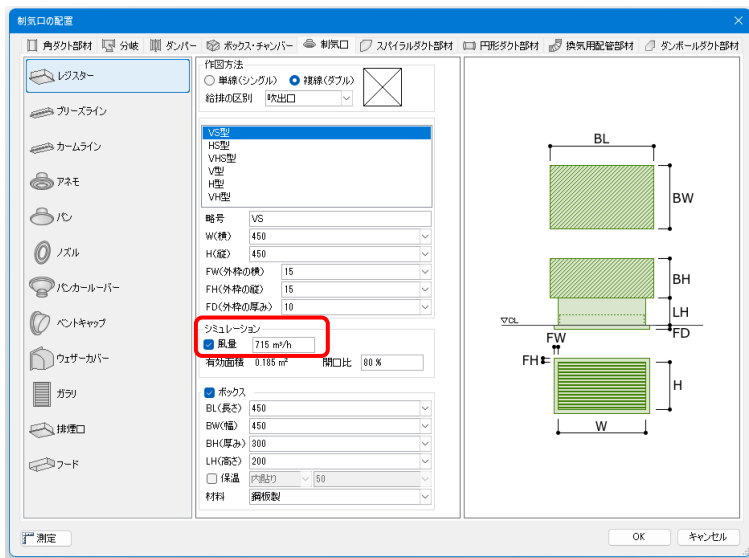 制気口の配置
角ダクト部材 分岐 ダンパー ボックス・チャンバー 制気口 スパイラルダクト部材 円形ダクト部材 換気用配管部材 ダンボールダクト部材
レジスター
ブリーズライン
カームライン
アネモ
パン
ノズル
パンカールーバー
ベントキャップ
ウェザーカバー
ガラリ
排煙口
フード
作図方法
単線(シングル) 複線(ダブル)
給排の区別 吹出口
VS型
HS型
VHS型
V型
H型
VH型
略号 VS
W(横) 450
H(縦) 450
FW(外枠の横) 15
FH(外枠の縦) 15
FD(外枠の厚み) 10
シミュレーション
風量 715 m³/h
有効面積 0.185 m² 開口比 80 %
ボックス
BL(長さ) 450
BW(幅) 450
BH(厚み) 300
LH(高さ) 200
保温 内貼り 50
材料 鋼板製
BL
BW
BH
LH
▽CL
FD
FW
FH
H
W
測定
OK キャンセル